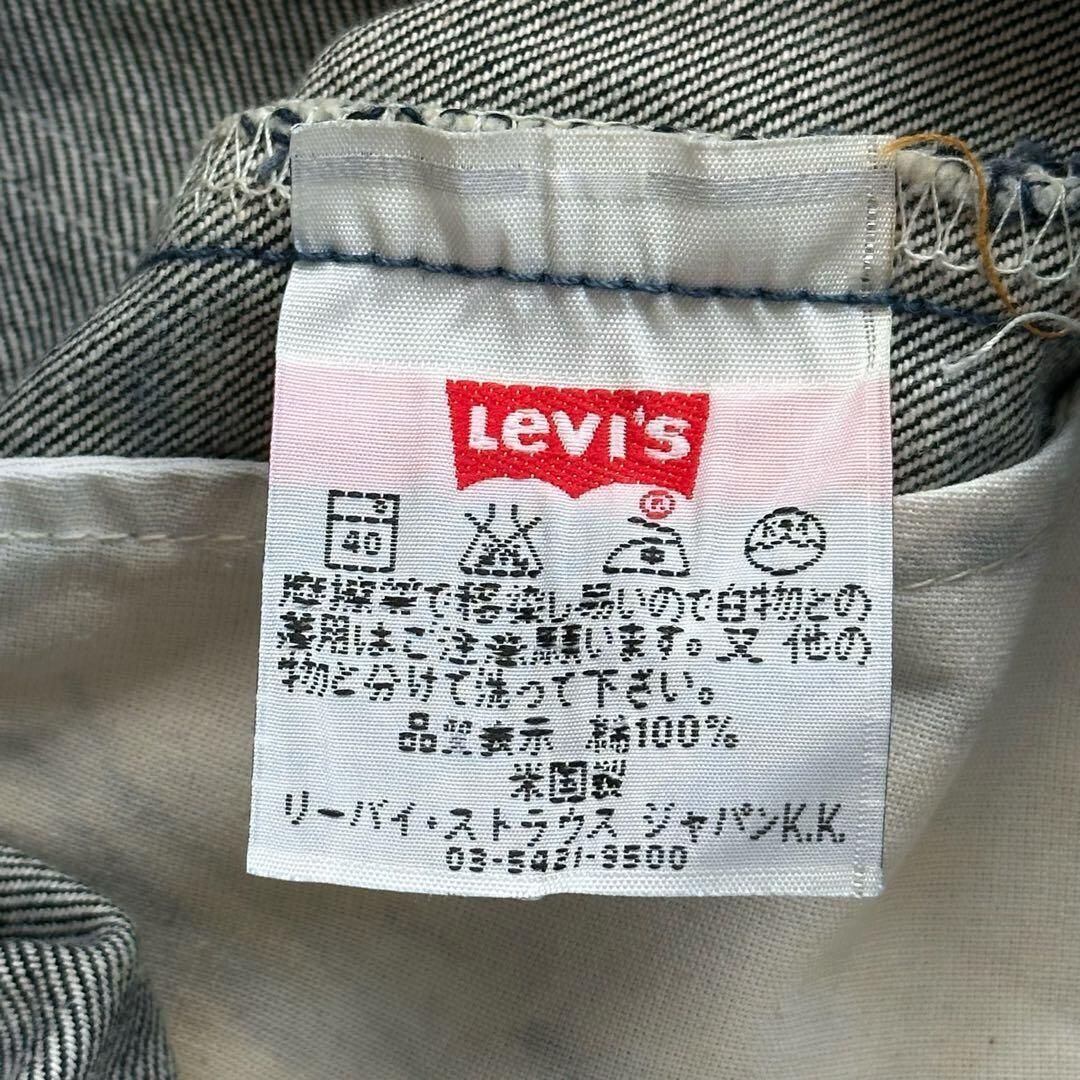 Levi's
®
40
摩擦等で移染し易いので白物との
着用はご注意願います。又 他の
物と分けて洗って下さい。
品質表示 綿100%
米国製
リーバイ・ストラウス ジャパンK.K.
03-5421-9500